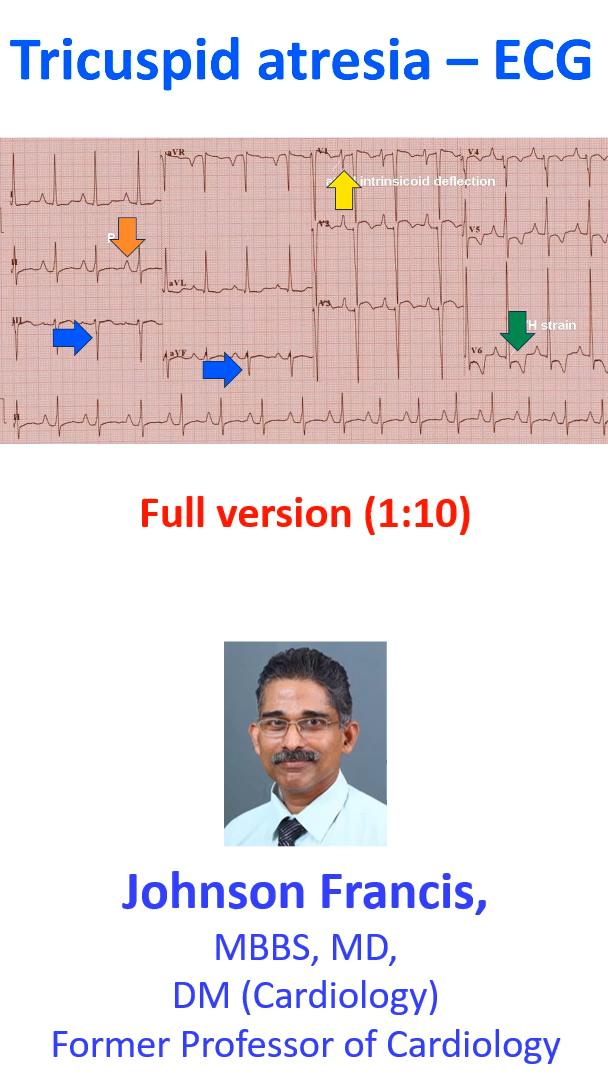 Tricuspid atresia – ECG
aVR
V1
V4
intrinsicoid deflection
I
P
V2
V5
II
aVL
III
V3
H strain
aVF
V6
II
Full version (1:10)
Johnson Francis,
MBBS, MD,
DM (Cardiology)
Former Professor of Cardiology